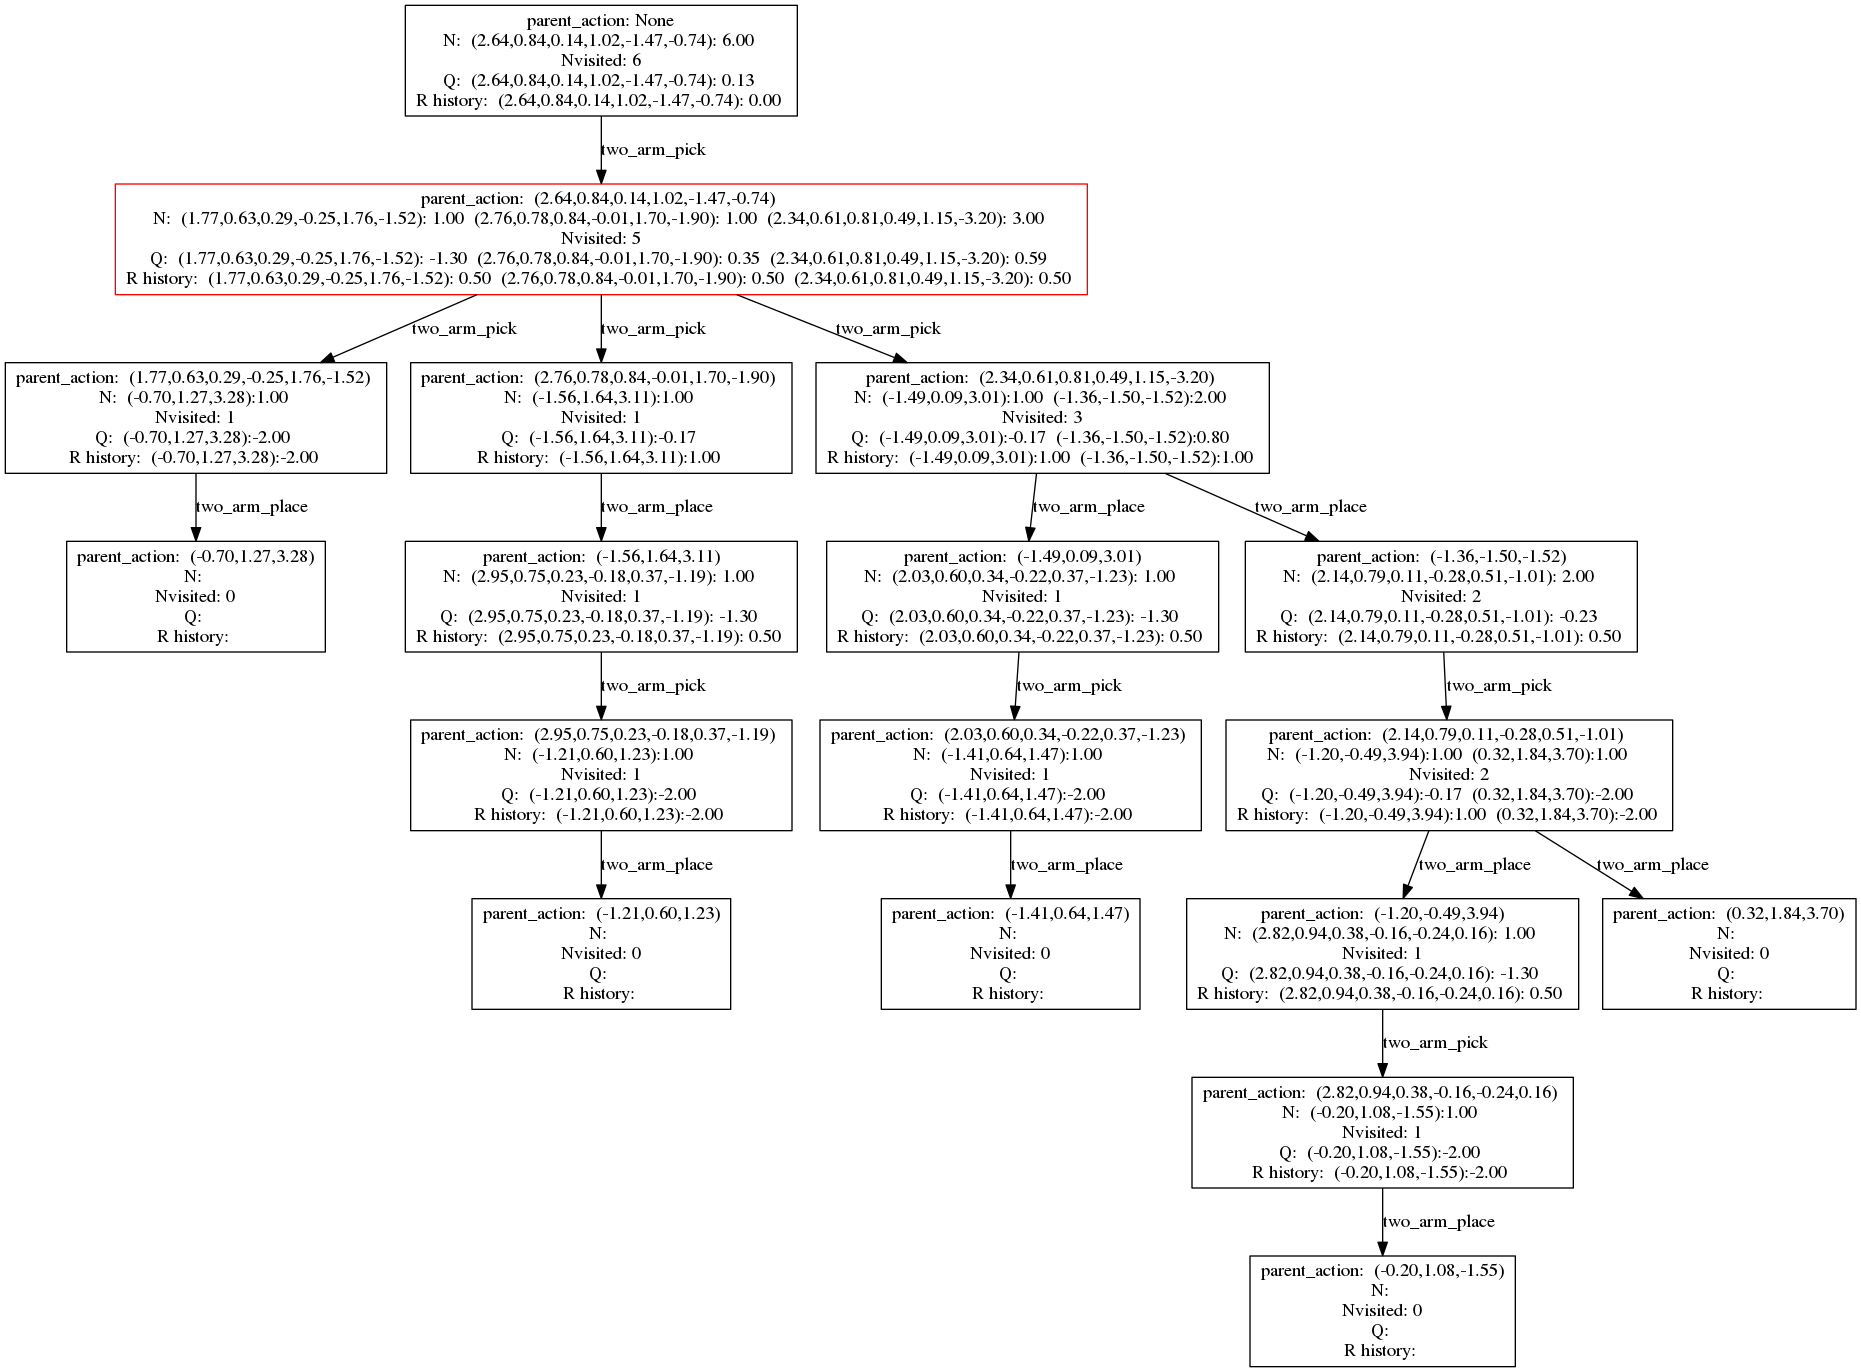 parent_action: None
N: (2.64,0.84,0.14,1.02,-1.47,-0.74): 6.00
Nvisited: 6
Q: (2.64,0.84,0.14,1.02,-1.47,-0.74): 0.13
R history: (2.64,0.84,0.14,1.02,-1.47,-0.74): 0.00
two_arm_pick
parent_action: (2.64,0.84,0.14,1.02,-1.47,-0.74)
N: (1.77,0.63,0.29,-0.25,1.76,-1.52): 1.00 (2.76,0.78,0.84,-0.01,1.70,-1.90): 1.00 (2.34,0.61,0.81,0.49,1.15,-3.20): 3.00
Nvisited: 5
Q: (1.77,0.63,0.29,-0.25,1.76,-1.52): -1.30 (2.76,0.78,0.84,-0.01,1.70,-1.90): 0.35 (2.34,0.61,0.81,0.49,1.15,-3.20): 0.59
R history: (1.77,0.63,0.29,-0.25,1.76,-1.52): 0.50 (2.76,0.78,0.84,-0.01,1.70,-1.90): 0.50 (2.34,0.61,0.81,0.49,1.15,-3.20): 0.50
two_arm_pick
two_arm_pick
two_arm_pick
parent_action: (1.77,0.63,0.29,-0.25,1.76,-1.52)
N: (-0.70,1.27,3.28):1.00
Nvisited: 1
Q: (-0.70,1.27,3.28):-2.00
R history: (-0.70,1.27,3.28):-2.00
parent_action: (2.76,0.78,0.84,-0.01,1.70,-1.90)
N: (-1.56,1.64,3.11):1.00
Nvisited: 1
Q: (-1.56,1.64,3.11):-0.17
R history: (-1.56,1.64,3.11):1.00
parent_action: (2.34,0.61,0.81,0.49,1.15,-3.20)
N: (-1.49,0.09,3.01):1.00 (-1.36,-1.50,-1.52):2.00
Nvisited: 3
Q: (-1.49,0.09,3.01):-0.17 (-1.36,-1.50,-1.52):0.80
R history: (-1.49,0.09,3.01):1.00 (-1.36,-1.50,-1.52):1.00
two_arm_place
two_arm_place
two_arm_place
two_arm_place
parent_action: (-0.70,1.27,3.28)
N:
Nvisited: 0
Q:
R history:
parent_action: (-1.56,1.64,3.11)
N: (2.95,0.75,0.23,-0.18,0.37,-1.19): 1.00
Nvisited: 1
Q: (2.95,0.75,0.23,-0.18,0.37,-1.19): -1.30
R history: (2.95,0.75,0.23,-0.18,0.37,-1.19): 0.50
parent_action: (-1.49,0.09,3.01)
N: (2.03,0.60,0.34,-0.22,0.37,-1.23): 1.00
Nvisited: 1
Q: (2.03,0.60,0.34,-0.22,0.37,-1.23): -1.30
R history: (2.03,0.60,0.34,-0.22,0.37,-1.23): 0.50
parent_action: (-1.36,-1.50,-1.52)
N: (2.14,0.79,0.11,-0.28,0.51,-1.01): 2.00
Nvisited: 2
Q: (2.14,0.79,0.11,-0.28,0.51,-1.01): -0.23
R history: (2.14,0.79,0.11,-0.28,0.51,-1.01): 0.50
two_arm_pick
two_arm_pick
two_arm_pick
parent_action: (2.95,0.75,0.23,-0.18,0.37,-1.19)
N: (-1.21,0.60,1.23):1.00
Nvisited: 1
Q: (-1.21,0.60,1.23):-2.00
R history: (-1.21,0.60,1.23):-2.00
parent_action: (2.03,0.60,0.34,-0.22,0.37,-1.23)
N: (-1.41,0.64,1.47):1.00
Nvisited: 1
Q: (-1.41,0.64,1.47):-2.00
R history: (-1.41,0.64,1.47):-2.00
parent_action: (2.14,0.79,0.11,-0.28,0.51,-1.01)
N: (-1.20,-0.49,3.94):1.00 (0.32,1.84,3.70):1.00
Nvisited: 2
Q: (-1.20,-0.49,3.94):-0.17 (0.32,1.84,3.70):-2.00
R history: (-1.20,-0.49,3.94):1.00 (0.32,1.84,3.70):-2.00
two_arm_place
two_arm_place
two_arm_place
two_arm_place
parent_action: (-1.21,0.60,1.23)
N:
Nvisited: 0
Q:
R history:
parent_action: (-1.41,0.64,1.47)
N:
Nvisited: 0
Q:
R history:
parent_action: (-1.20,-0.49,3.94)
N: (2.82,0.94,0.38,-0.16,-0.24,0.16): 1.00
Nvisited: 1
Q: (2.82,0.94,0.38,-0.16,-0.24,0.16): -1.30
R history: (2.82,0.94,0.38,-0.16,-0.24,0.16): 0.50
parent_action: (0.32,1.84,3.70)
N:
Nvisited: 0
Q:
R history:
two_arm_pick
parent_action: (2.82,0.94,0.38,-0.16,-0.24,0.16)
N: (-0.20,1.08,-1.55):1.00
Nvisited: 1
Q: (-0.20,1.08,-1.55):-2.00
R history: (-0.20,1.08,-1.55):-2.00
two_arm_place
parent_action: (-0.20,1.08,-1.55)
N:
Nvisited: 0
Q:
R history: